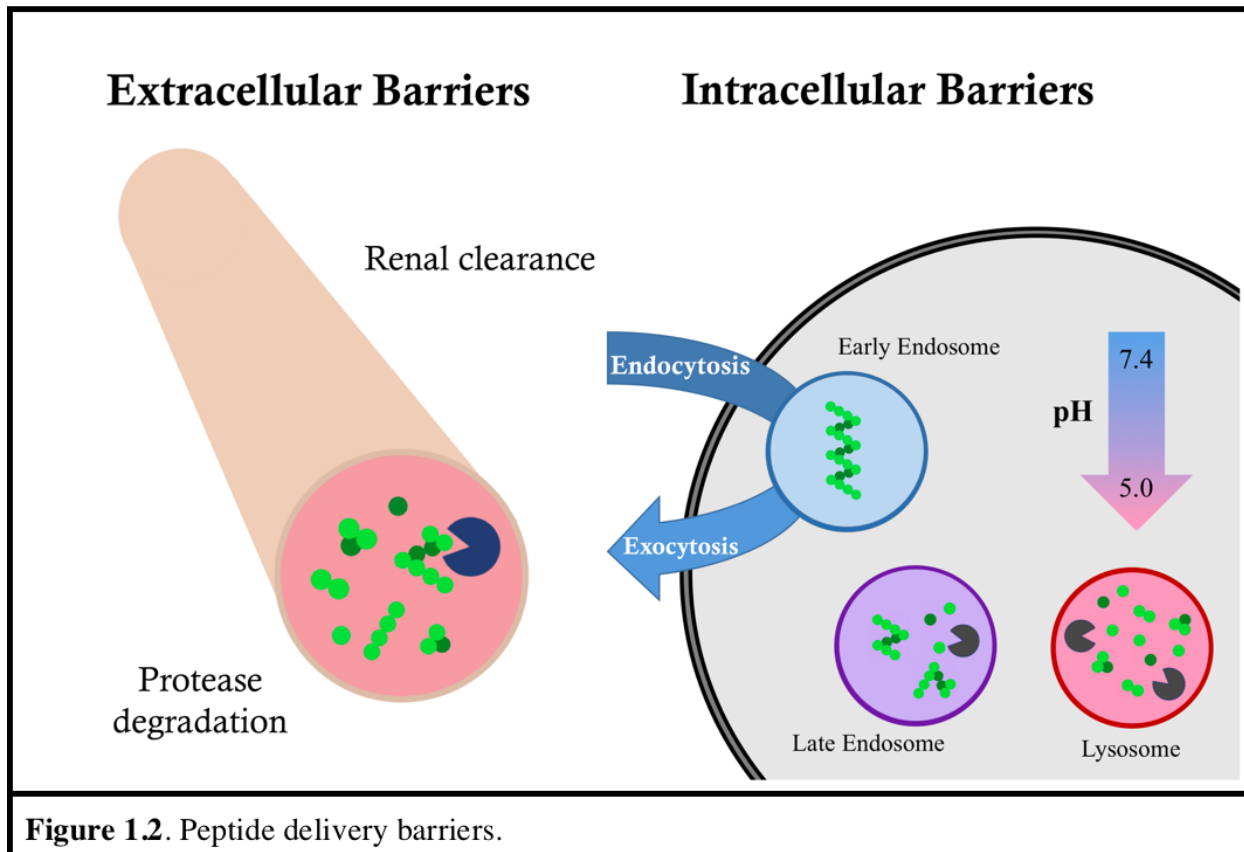 Extracellular Barriers
Intracellular Barriers
Renal clearance
Protease
degradation
Endocytosis
Exocytosis
Early Endosome
pH
7.4
5.0
Late Endosome
Lysosome
Figure 1.2. Peptide delivery barriers.